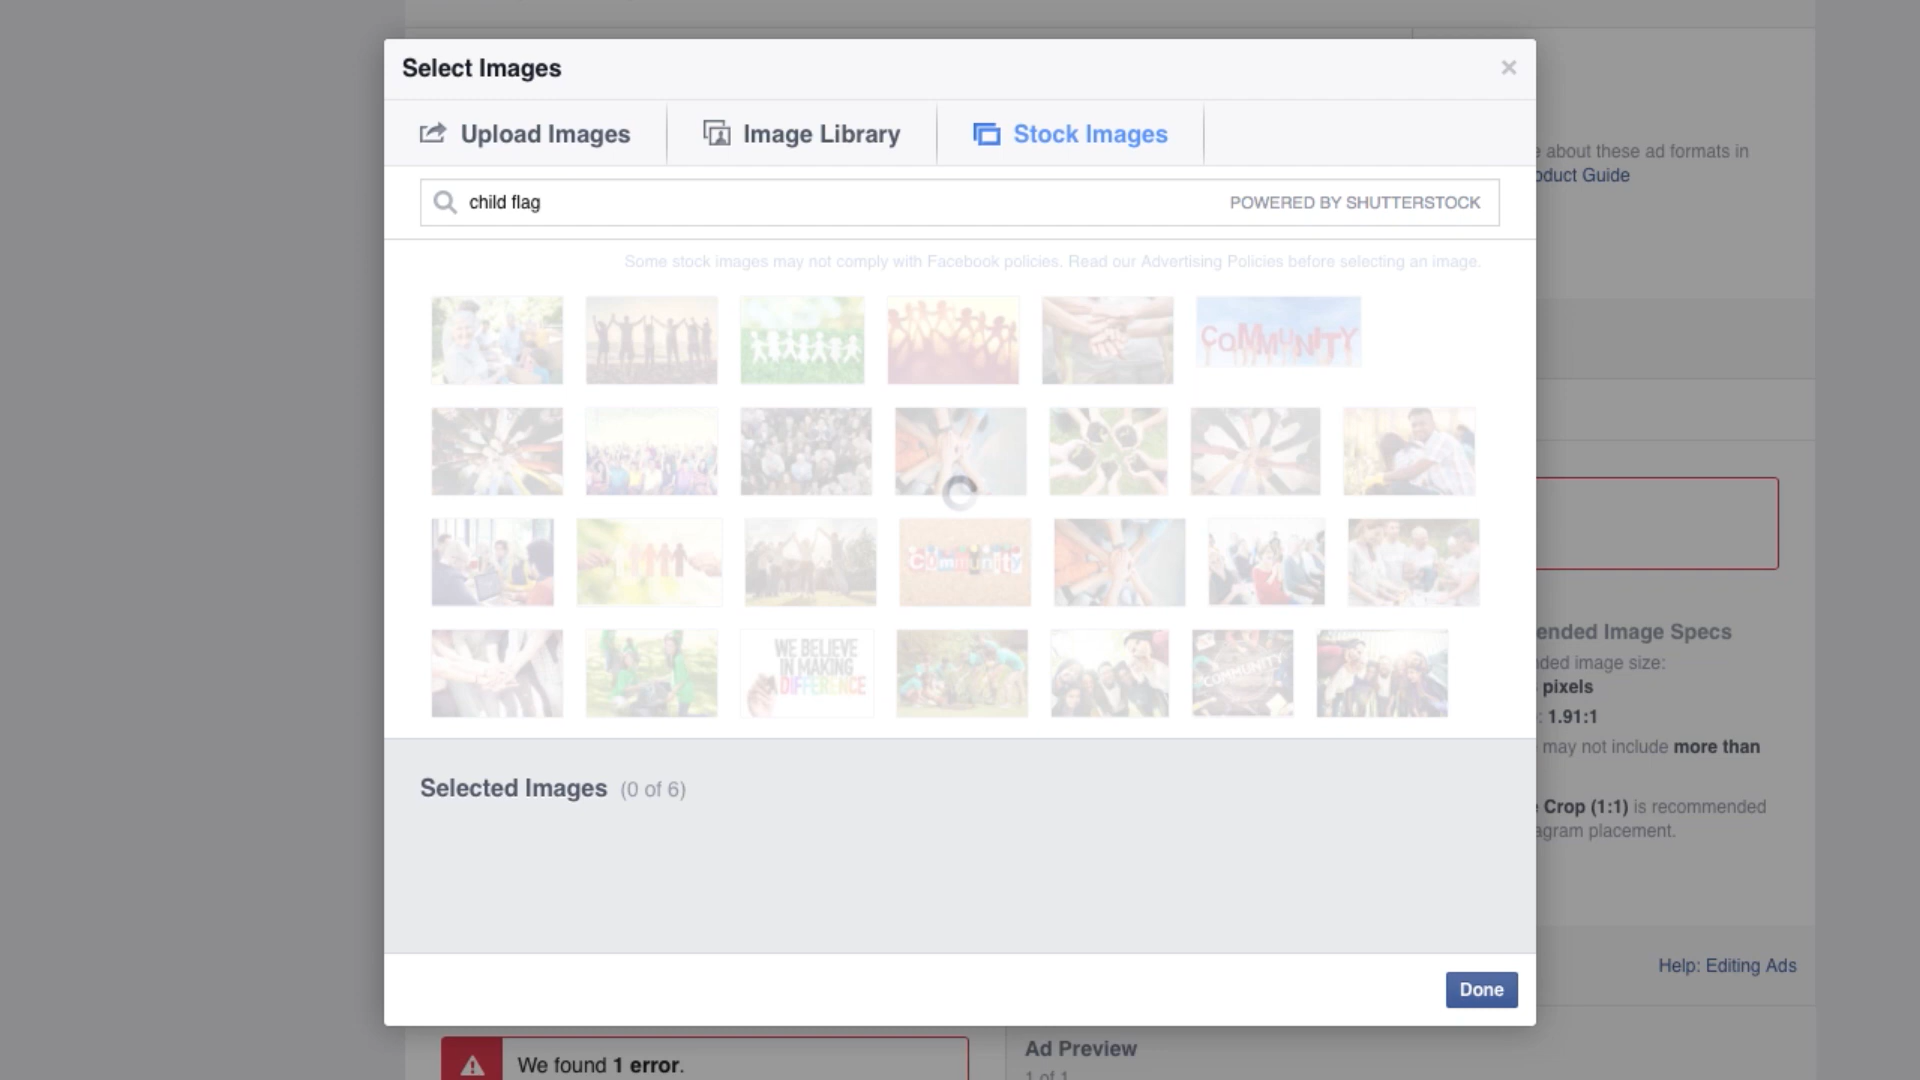 Select Images
Upload Images
Image Library
Stock Images
child flag
POWERED BY SHUTTERSTOCK
Some stock images may not comply with Facebook policies. Read our Advertising Policies before selecting an image.
COMMUNITY
Community
WE BELIEVE
IN MAKING
DIFFERENCE
COMMUNITY
Selected Images (0 of 6)
Done
about these ad formats in
Guide
Image Specs
image size:
pixels
: 1.91:1
may not include more than
Crop (1:1) is recommended
placement.
Help: Editing Ads
We found 1 error.
Ad Preview
1 of 1